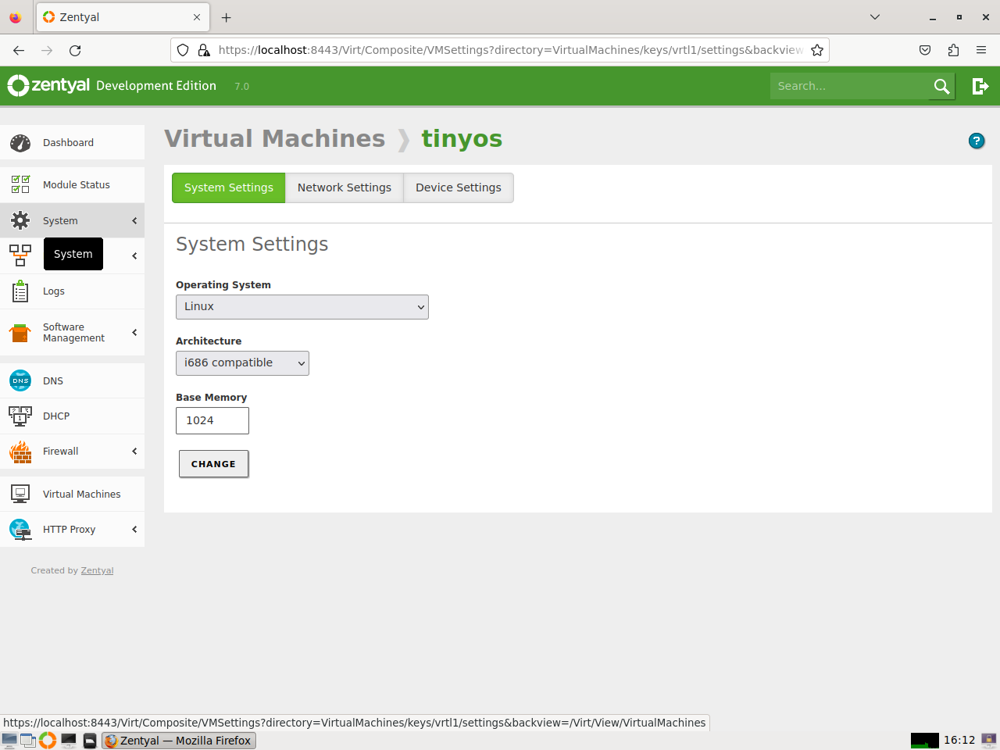 Zentyal
https://localhost:8443/Virt/Composite/VMSettings?directory=VirtualMachines/keys/vrtl1/settings&backview
zentyal Development Edition 7.0
Search...
Dashboard
Module Status
System
System
Logs
Software
Management
DNS
DHCP
Firewall
Virtual Machines
HTTP Proxy
Created by Zentyal
Virtual Machines ❯ tinyos
?
System Settings Network Settings Device Settings
System Settings
Operating System
Linux
Architecture
i686 compatible
Base Memory
1024
CHANGE
https://localhost:8443/Virt/Composite/VMSettings?directory=VirtualMachines/keys/vrtl1/settings&backview=/Virt/View/VirtualMachines
Zentyal — Mozilla Firefox
16:12